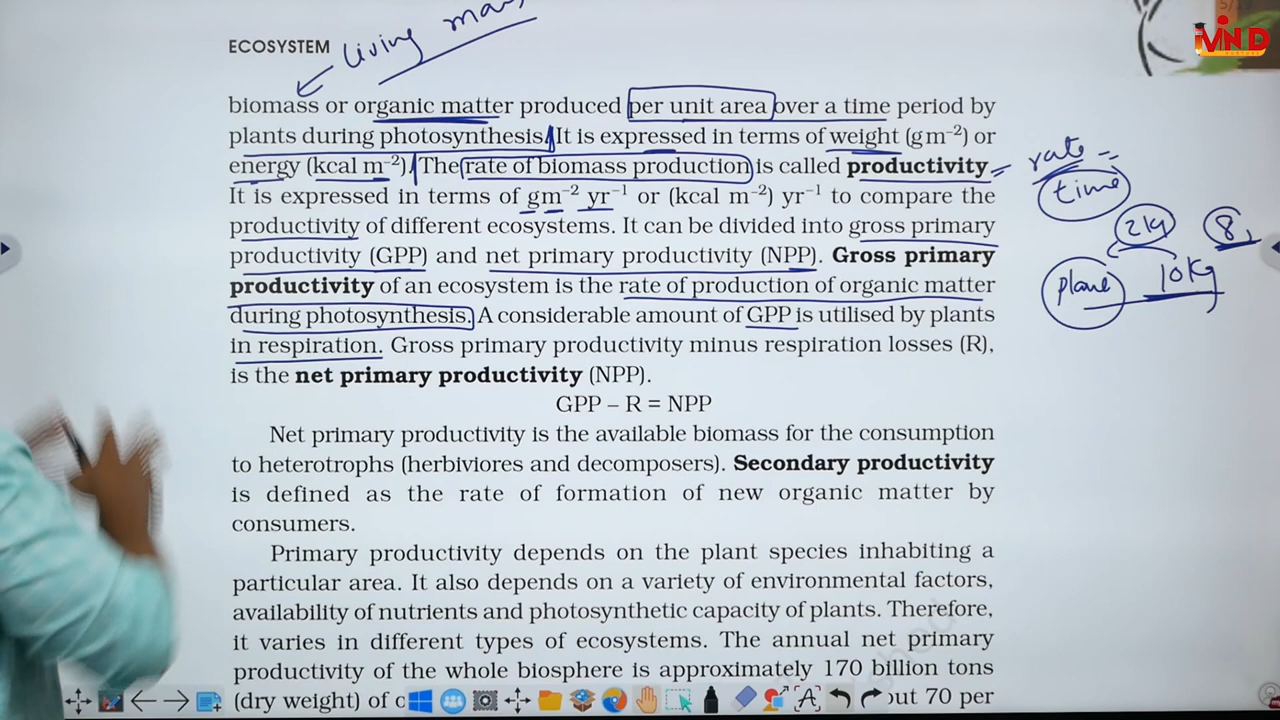 ECOSYSTEM
living
biomass or organic matter produced per unit area over a time period by
plants during photosynthesis. It is expressed in terms of weight (gm⁻²) or
energy (kcal m⁻²). The rate of biomass production is called productivity.
rate =
time
It is expressed in terms of gm⁻² yr⁻¹ or (kcal m⁻²) yr⁻¹ to compare the
productivity of different ecosystems. It can be divided into gross primary
2kg
8
productivity (GPP) and net primary productivity (NPP). Gross primary
productivity of an ecosystem is the rate of production of organic matter
plane 10kg
during photosynthesis. A considerable amount of GPP is utilised by plants
in respiration. Gross primary productivity minus respiration losses (R),
is the net primary productivity (NPP).
GPP – R = NPP
Net primary productivity is the available biomass for the consumption
to heterotrophs (herbiviores and decomposers). Secondary productivity
is defined as the rate of formation of new organic matter by
consumers.
Primary productivity depends on the plant species inhabiting a
particular area. It also depends on a variety of environmental factors,
availability of nutrients and photosynthetic capacity of plants. Therefore,
it varies in different types of ecosystems. The annual net primary
productivity of the whole biosphere is approximately 170 billion tons
(dry weight) of
70 per